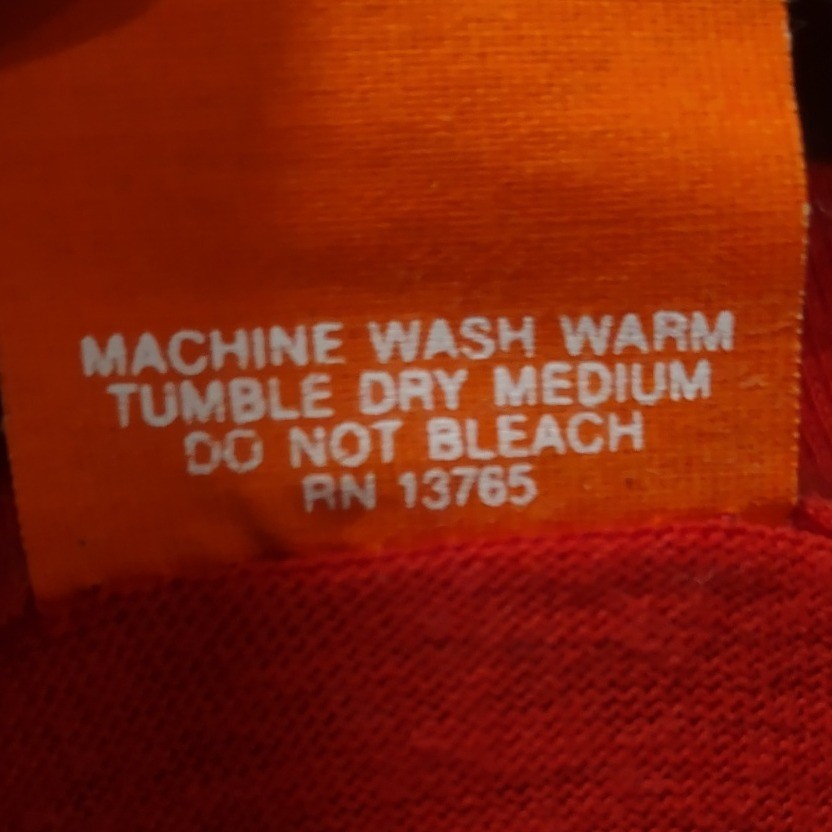 MACHINE WASH WARM
TUMBLE DRY MEDIUM
DO NOT BLEACH
RN 13765